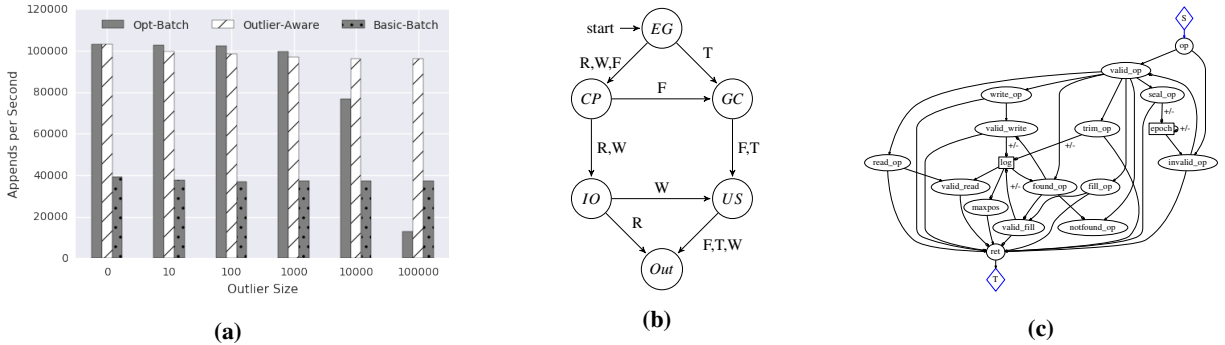 120000
100000
80000
60000
40000
20000
0
Appends per Second
Opt-Batch
Outlier-Aware
Basic-Batch
0 10 100 1000 10000 100000
Outlier Size
(a)
start
EG
R,W,F
T
CP
F
GC
R,W
F,T
IO
W
US
R
F,T,W
Out
(b)
S
op
valid_op
write_op
seal_op
+/-
valid_write
trim_op
epoch
+/-
+/-
+/-
read_op
log
invalid_op
valid_read
+/-
found_op
fill_op
maxpos
valid_fill
notfound_op
ret
T
(c)